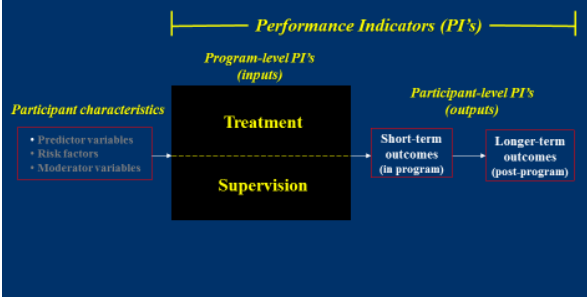 Performance Indicators (PI's)
Program-level PI's
(inputs)
Participant characteristics
• Predictor variables
• Risk factors
• Moderator variables
Treatment
Supervision
Participant-level PI's
(outputs)
Short-term
outcomes
(in program)
Longer-term
outcomes
(post-program)